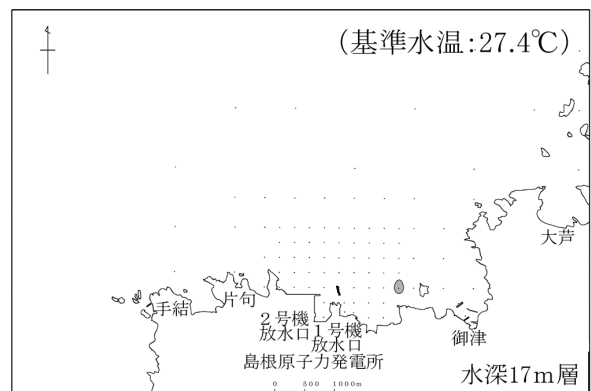 (基準水温:27.4℃)
大芦
手結
片句
2号機
放水口
1号機
放水口
御津
島根原子力発電所
0 500 1000m
水深17m層